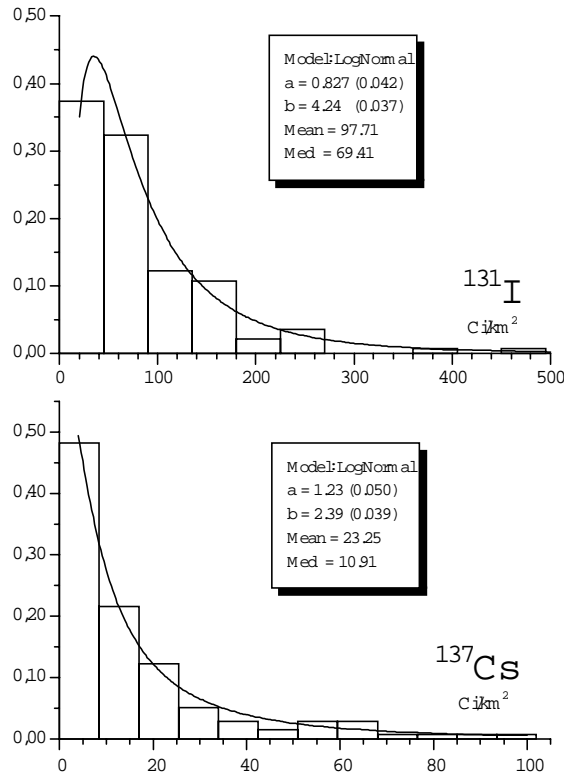 0,50
0,40
0,30
0,20
0,10
0,00
0 100 200 300 400 500
Model:LogNormal
a = 0.827 (0.042)
b = 4.24 (0.037)
Mean = 97.71
Med = 69.41
131I
Ci/km2
0,50
0,40
0,30
0,20
0,10
0,00
0 20 40 60 80 100
Model:LogNormal
a = 1.23 (0.050)
b = 2.39 (0.039)
Mean = 23.25
Med = 10.91
137Cs
Ci/km2